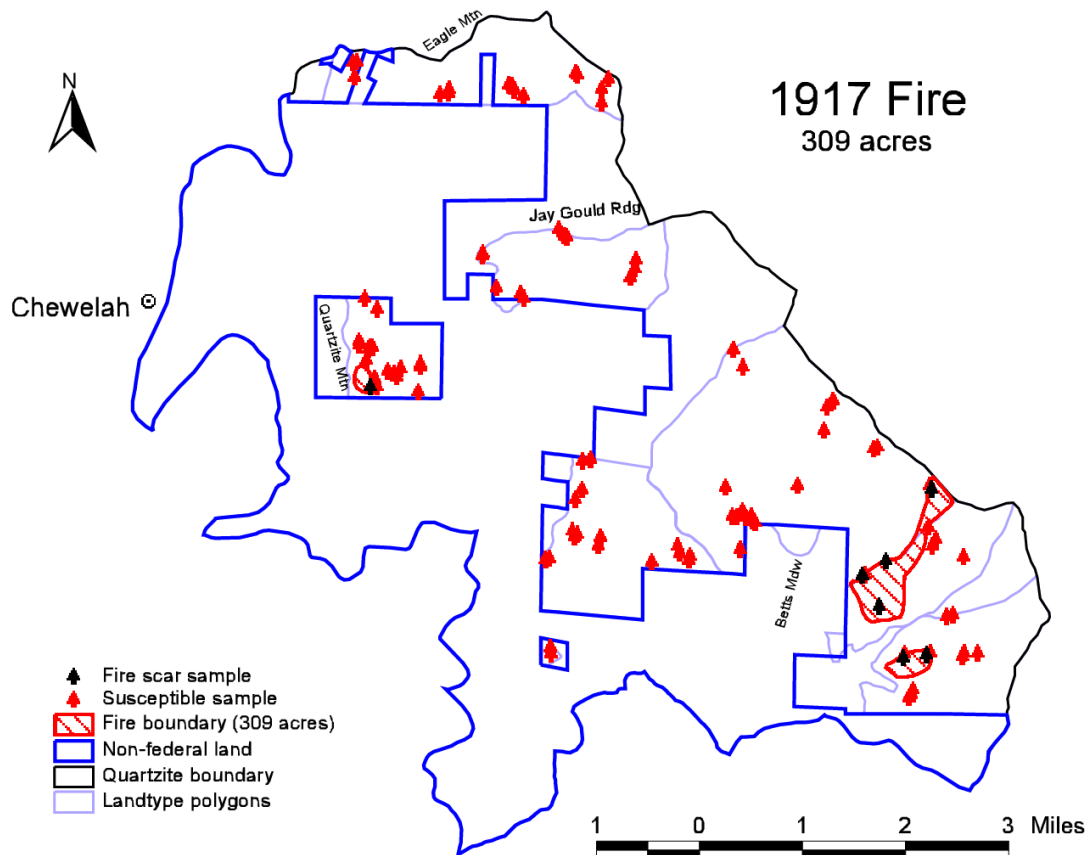 Eagle Mtn
N
1917 Fire
309 acres
Jay Gould Rdg
Chewelah
Quartzite Mtn
Betts Mdw
Fire scar sample
Susceptible sample
Fire boundary (309 acres)
Non-federal land
Quartzite boundary
Landtype polygons
1 0 1 2 3 Miles